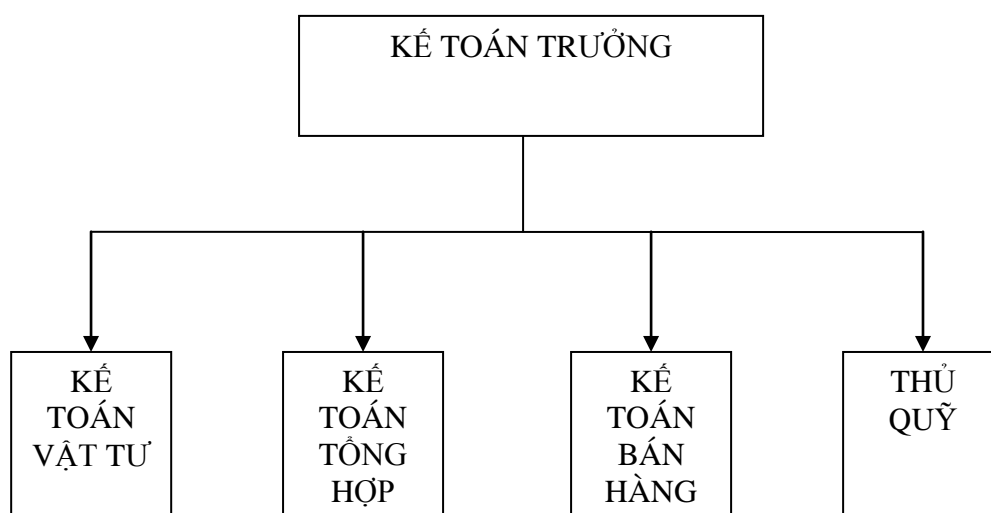 KẾ TOÁN TRƯỞNG
KẾ
TOÁN
VẬT TƯ
KẾ
TOÁN
TỔNG
HỢP
KẾ
TOÁN
BÁN
HÀNG
THỦ
QUỸ